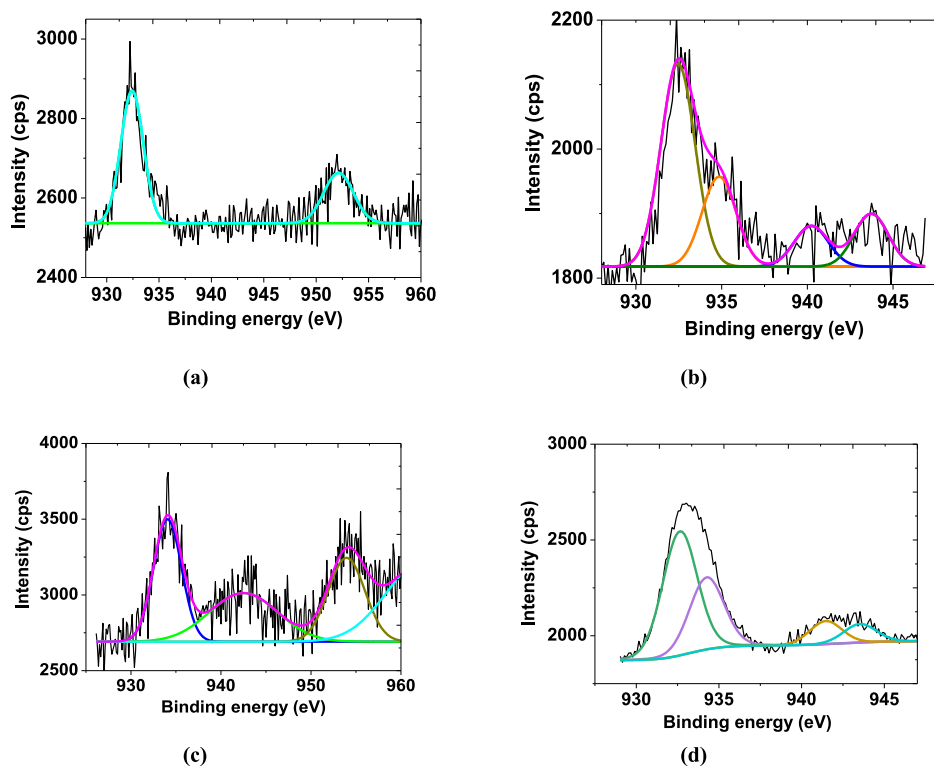 3000
2800
2600
2400
Intensity (cps)
930 935 940 945 950 955 960
Binding energy (eV)
(a)
2200
2100
2000
1900
1800
Intensity (cps)
930 935 940 945
Binding energy (eV)
(b)
4000
3500
3000
2500
Intensity (cps)
930 940 950 960
Binding energy (eV)
(c)
3000
2500
2000
Intensity (cps)
930 935 940 945
Binding energy (eV)
(d)